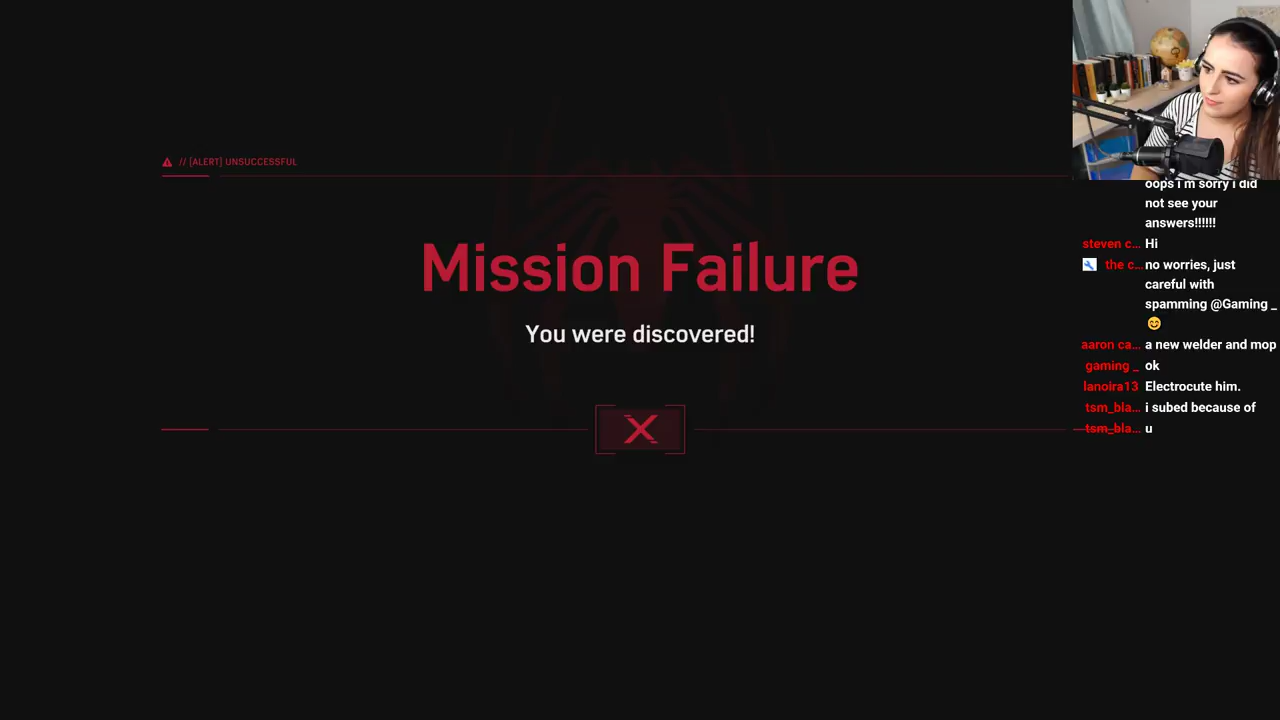 // [ALERT] UNSUCCESSFUL
Mission Failure
You were discovered!
X
oops i'm sorry i did
not see your
answers!!!!!!
steven c... Hi
the c... no worries, just
careful with
spamming @Gaming _
😊
aaron ca... a new welder and mop
gaming _ ok
lanoira13 Electrocute him.
tsm_bla... i subed because of
tsm_bla... u